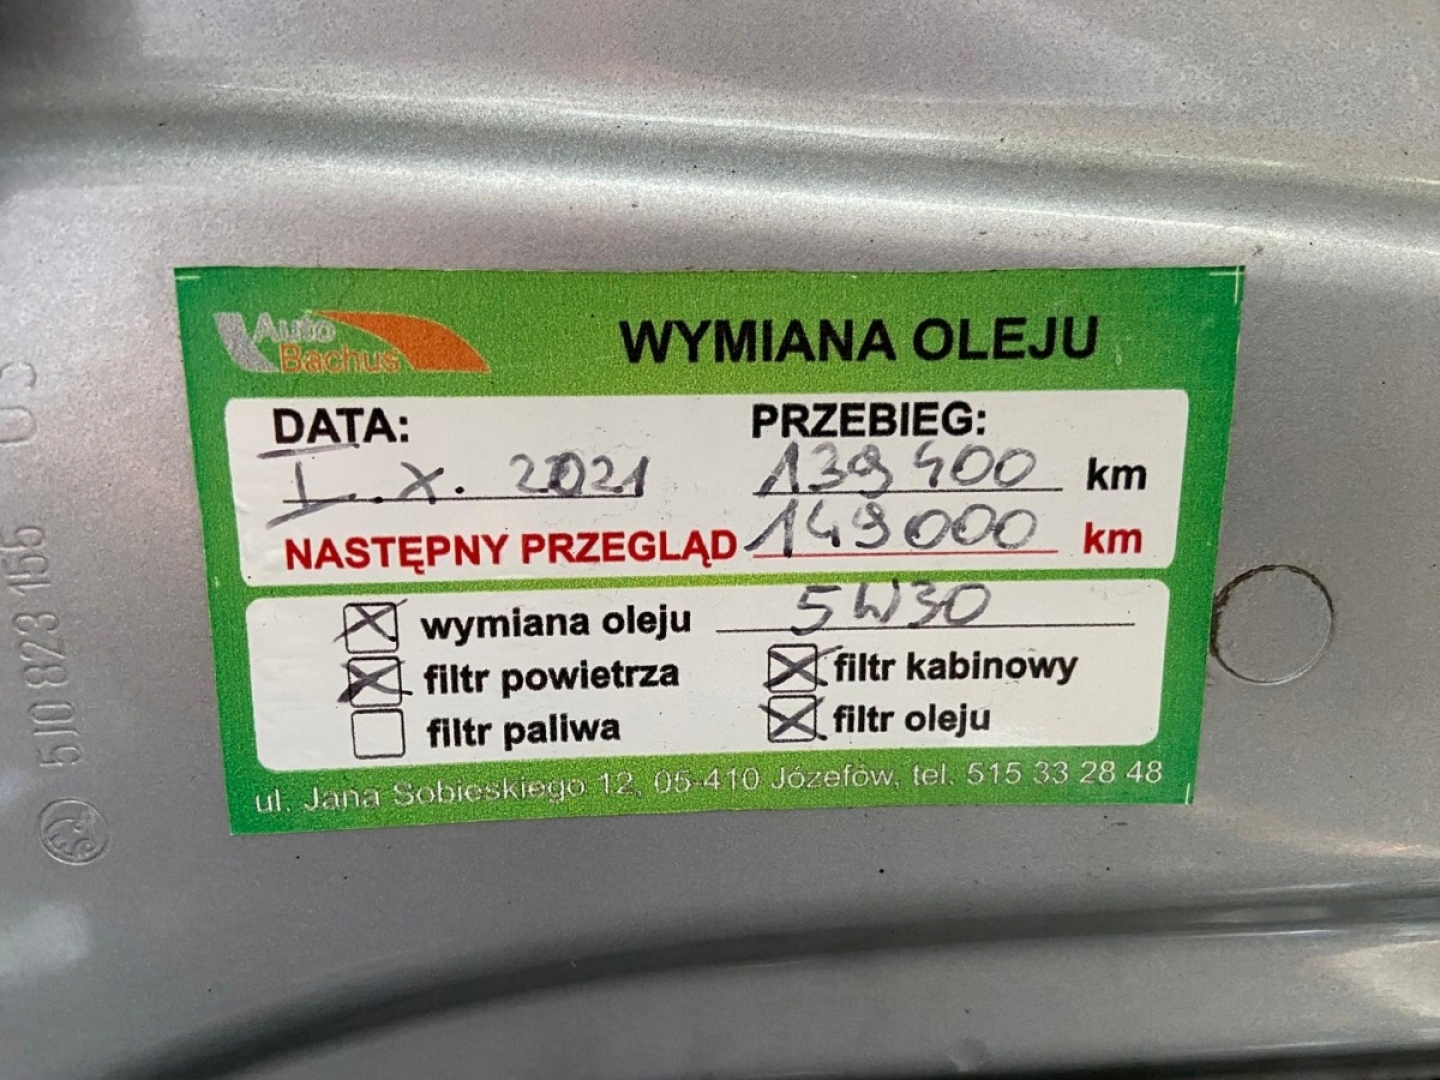 Auto
Bachus
WYMIANA OLEJU
DATA: PRZEBIEG:
I. X. 2021 139 400 km
NASTĘPNY PRZEGLĄD 149000 km
wymiana oleju 5W30
filtr powietrza filtr kabinowy
filtr paliwa filtr oleju
ul. Jana Sobieskiego 12, 05-410 Józefów, tel. 515 33 28 48
5J0 823 155